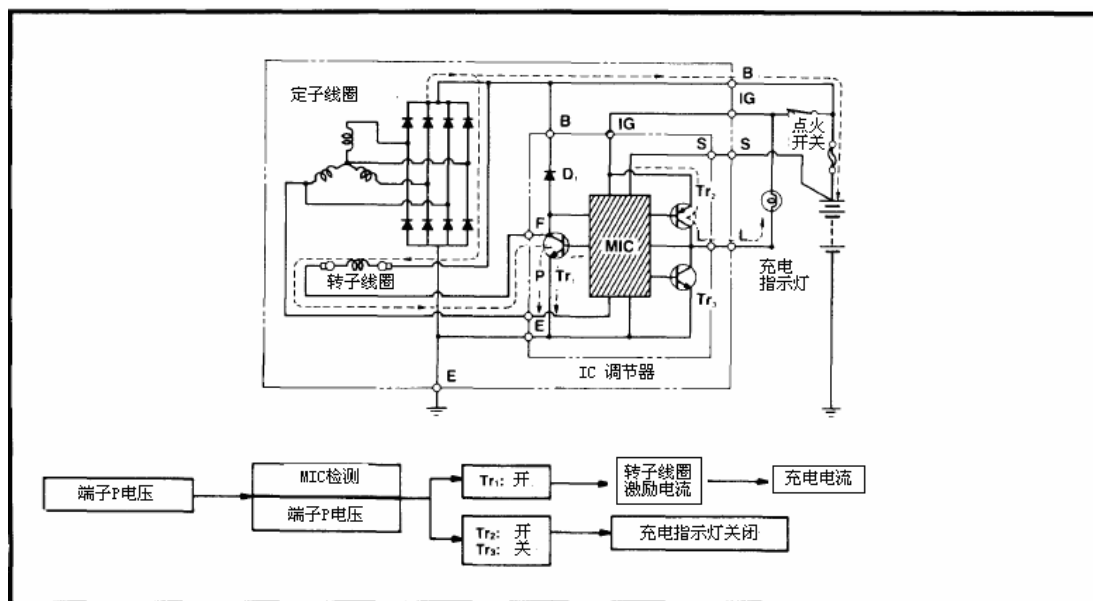 B
定子线圈
IG
B
IG
点火
开关
S
S
D₁
Tr₂
F
MIC
L
L
转子线圈
P
Tr₁
充电
指示灯
Tr₃
E
IC 调节器
E
端子P电压
MIC检测
端子P电压
Tr₁: 开
转子线圈
激励电流
充电电流
Tr₂: 开
Tr₃: 关
充电指示灯关闭